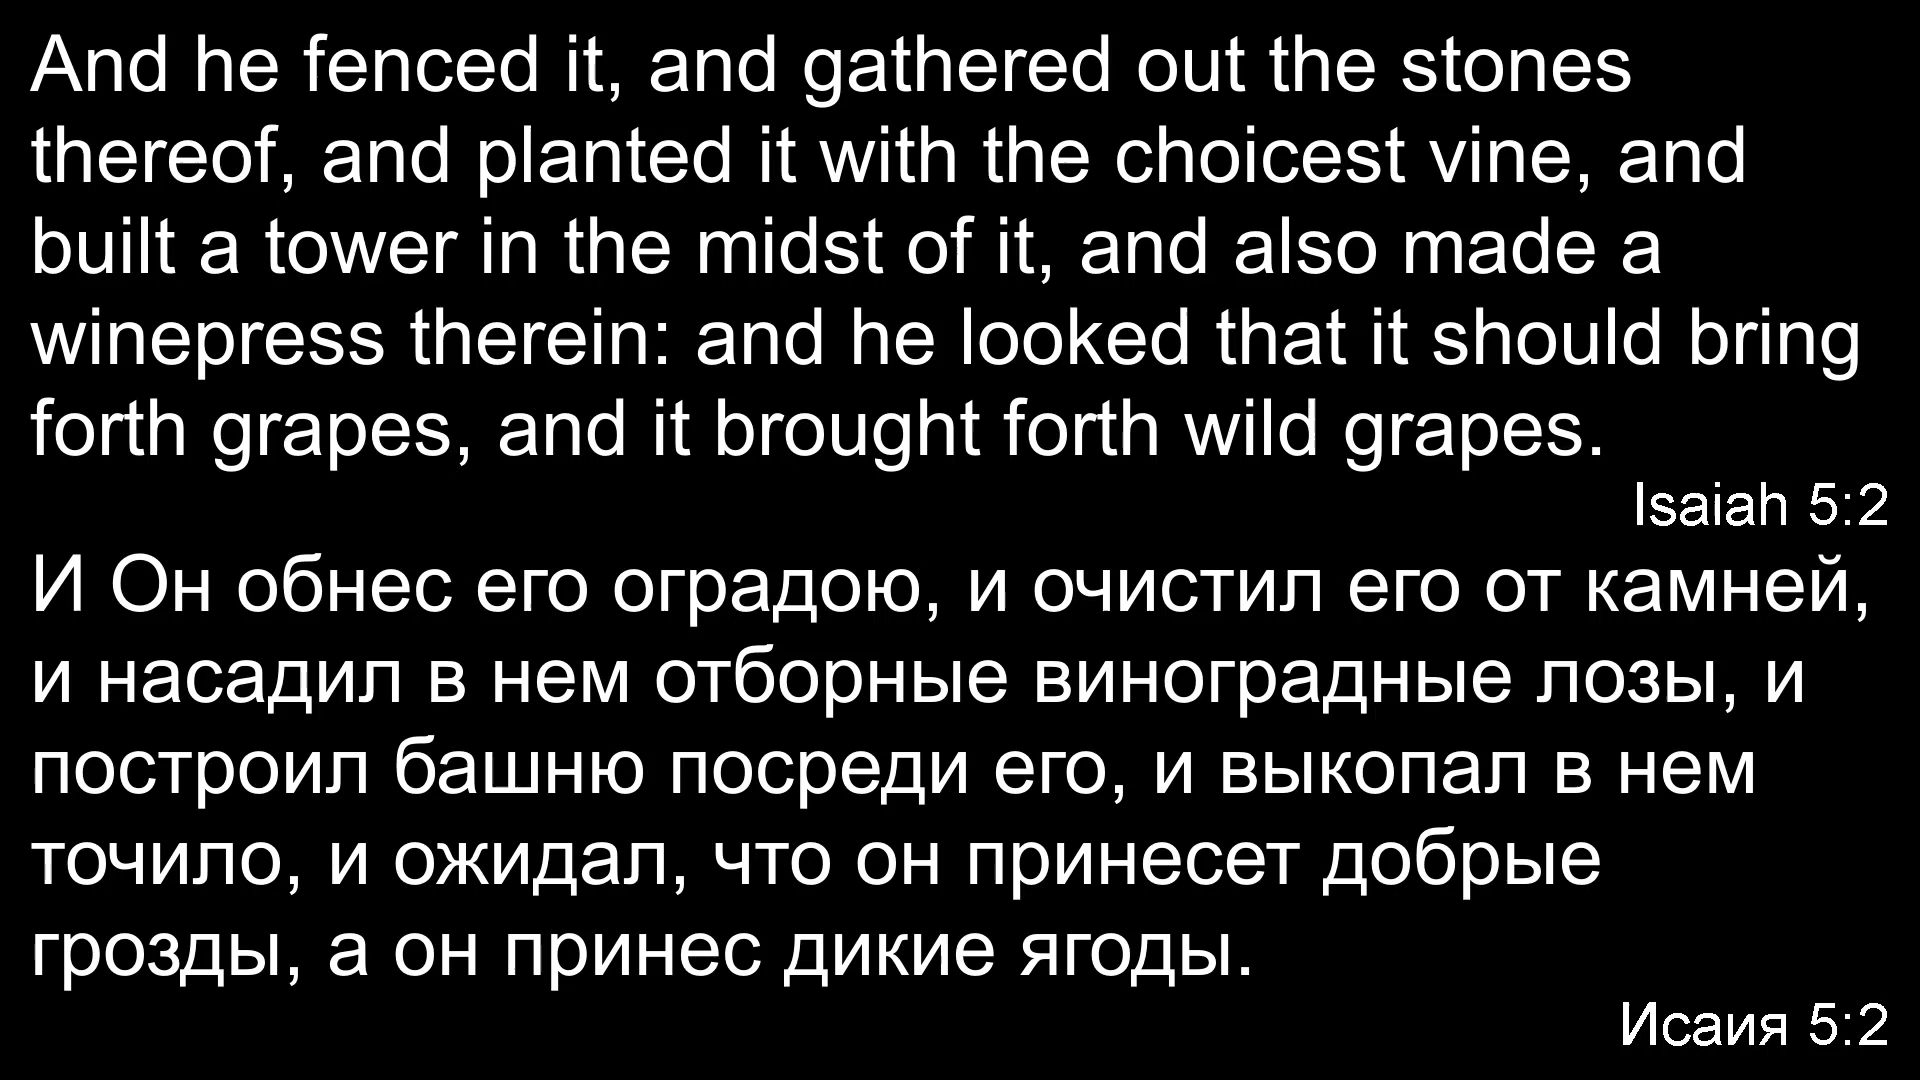 And he fenced it, and gathered out the stones
thereof, and planted it with the choicest vine, and
built a tower in the midst of it, and also made a
winepress therein: and he looked that it should bring
forth grapes, and it brought forth wild grapes.
Isaiah 5:2
И Он обнес его оградою, и очистил его от камней,
и насадил в нем отборные виноградные лозы, и
построил башню посреди его, и выкопал в нем
точило, и ожидал, что он принесет добрые
грозды, а он принес дикие ягоды.
Исаия 5:2